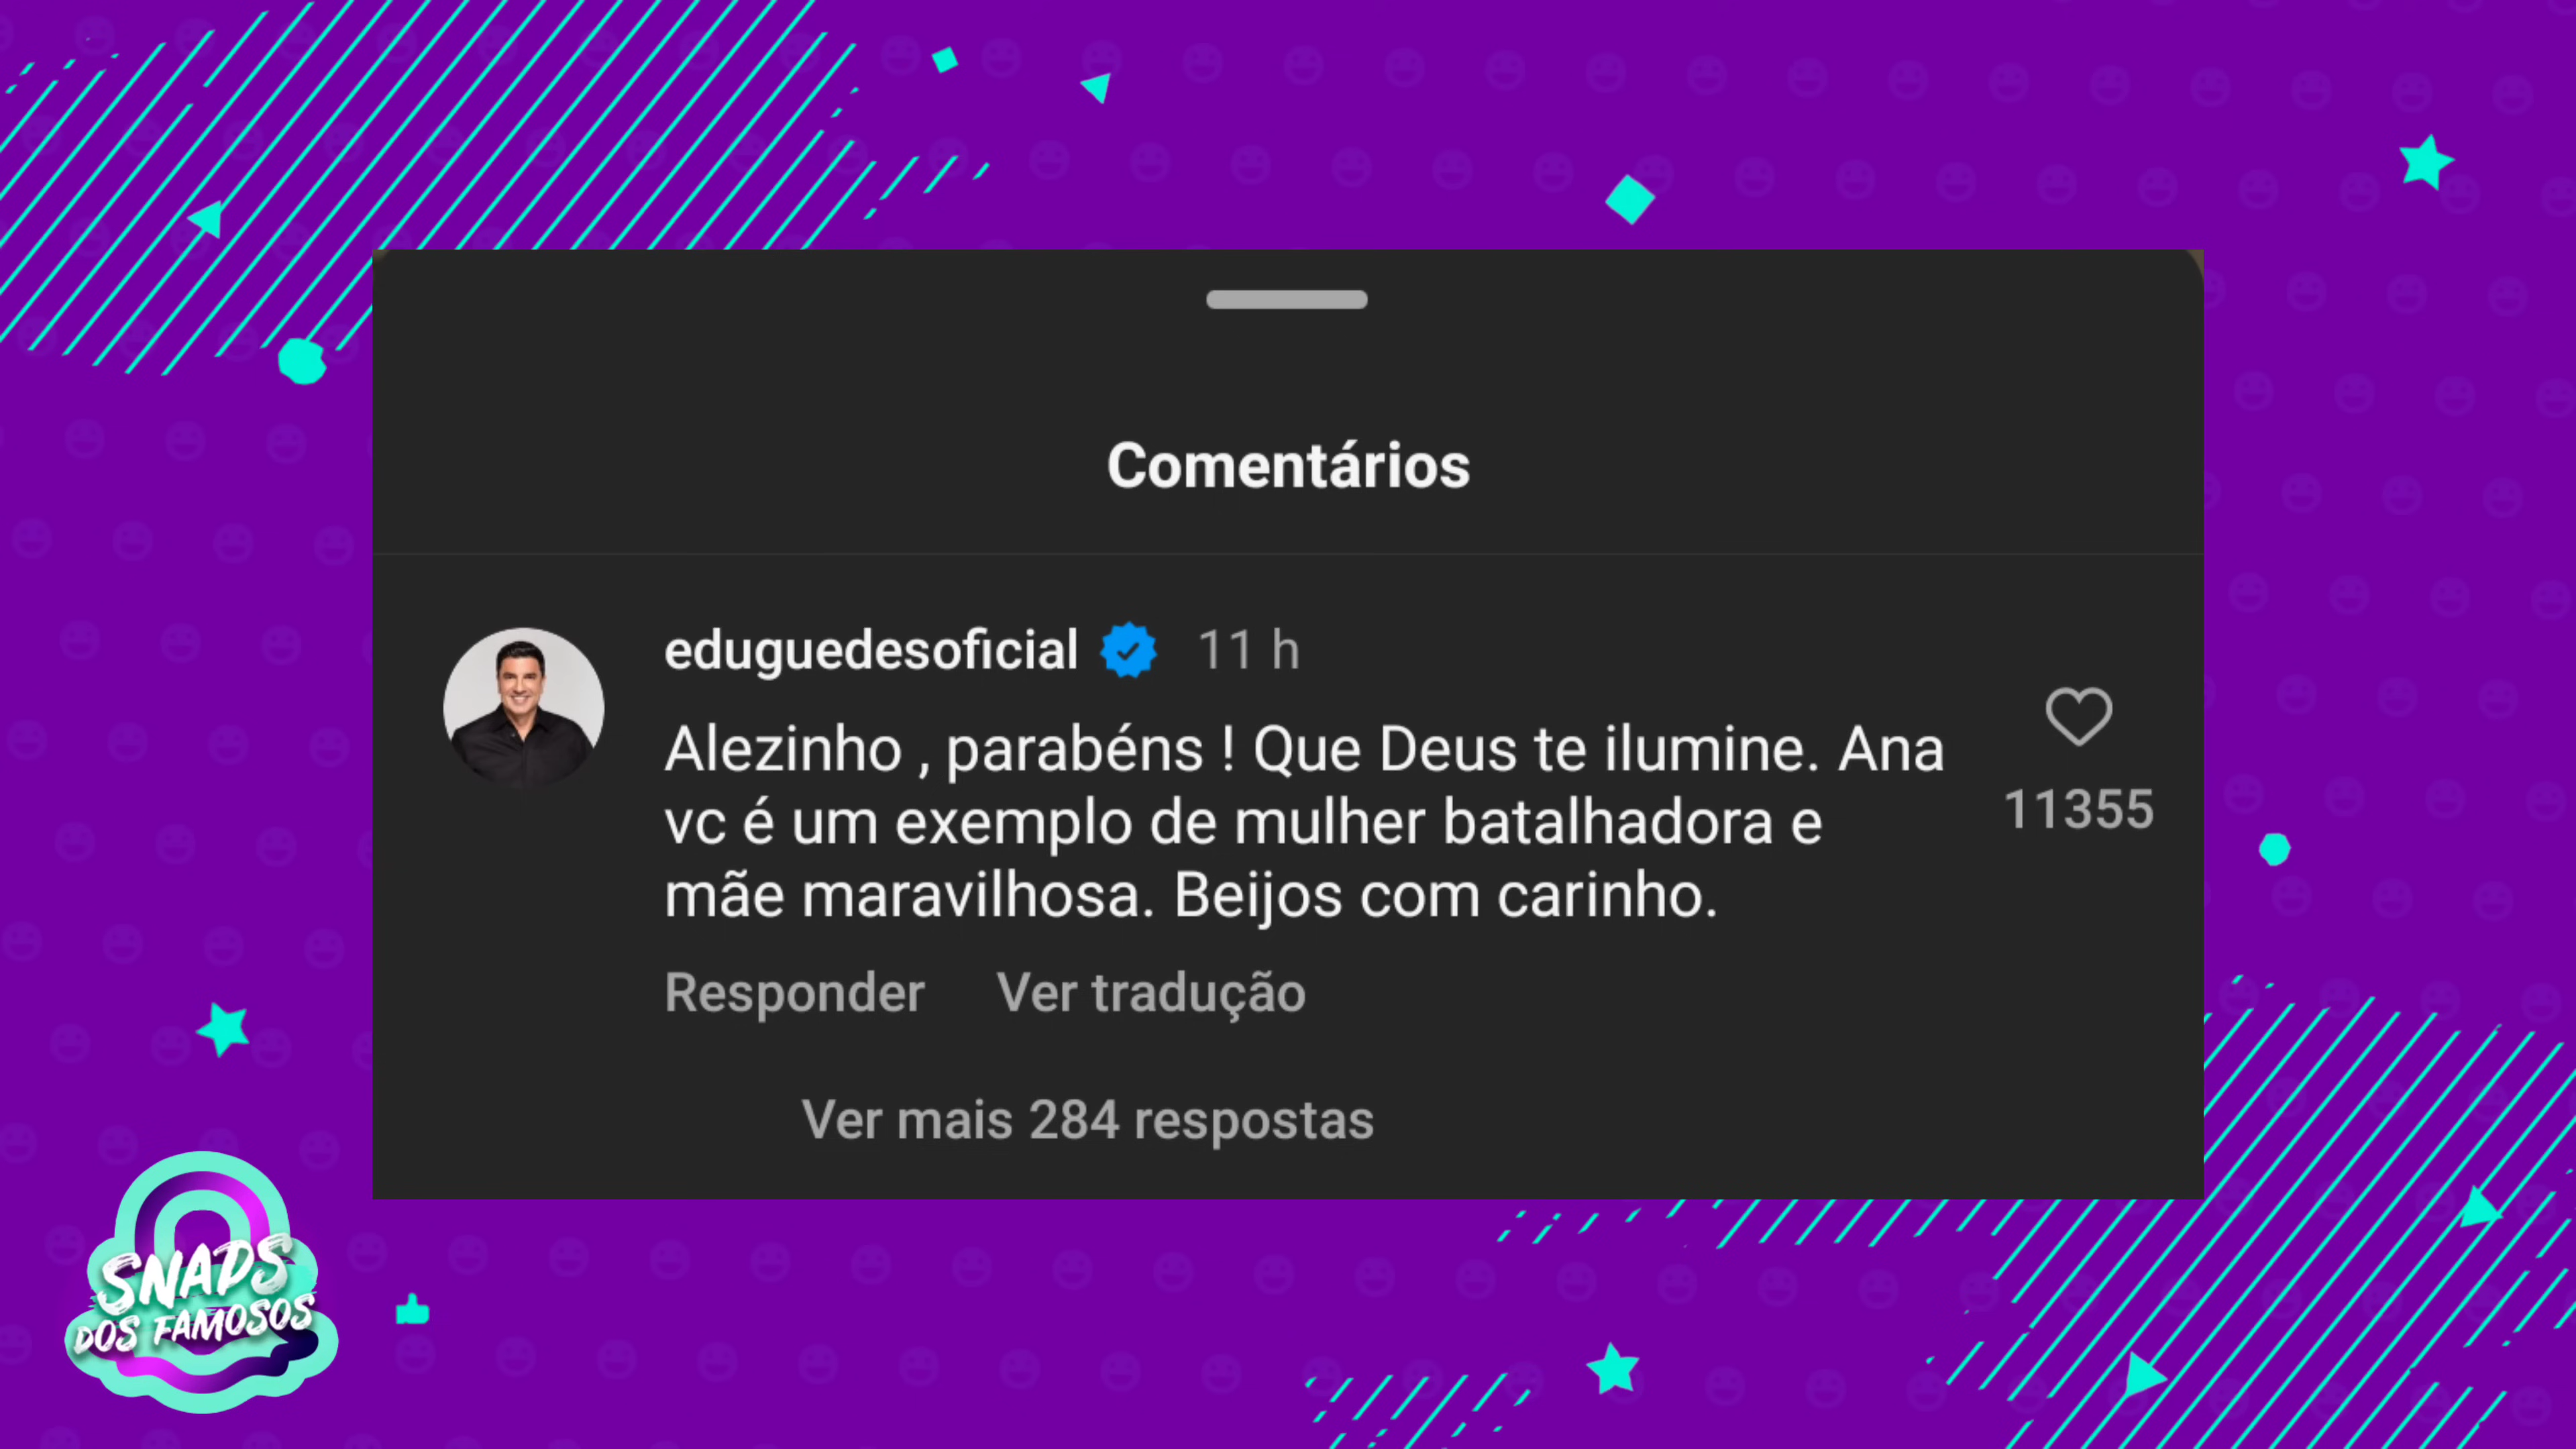 Comentários
eduguedesoficial 11 h
Alezinho , parabéns ! Que Deus te ilumine. Ana
vc é um exemplo de mulher batalhadora e
mãe maravilhosa. Beijos com carinho.
11355
Responder Ver tradução
Ver mais 284 respostas
SNAPS
DOS FAMOSOS